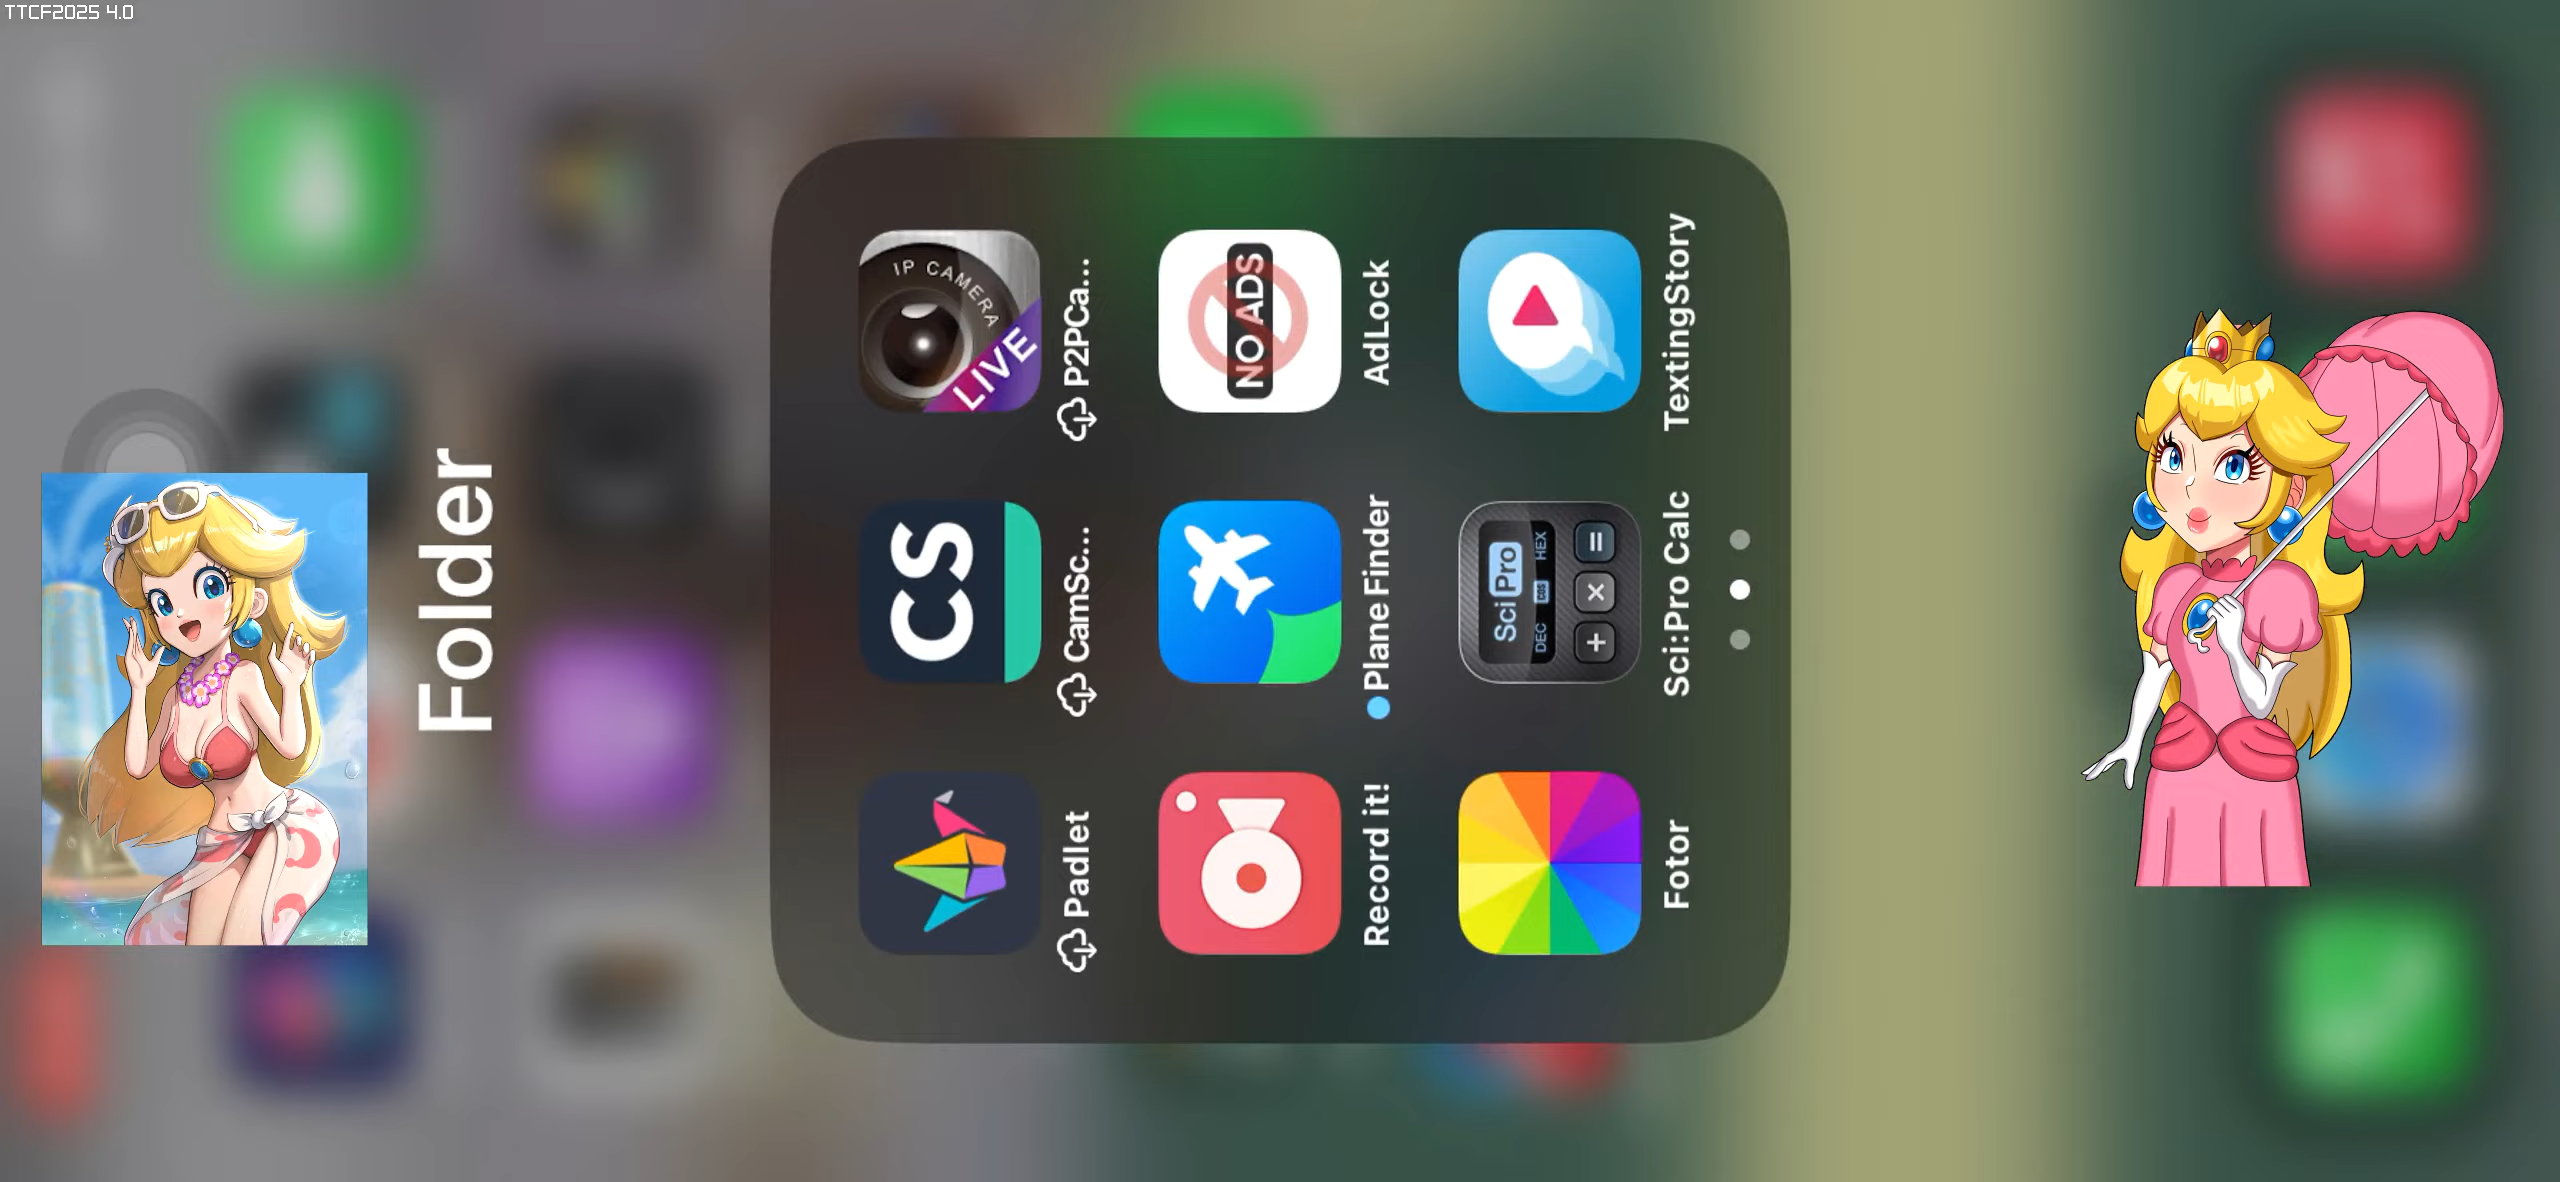 TTCF2025 4.0
Folder
Padlet
CS
CamSc...
IP CAMERA
LIVE
P2PCa...
Record it!
Plane Finder
NO ADS
AdLock
Fotor
Sci Pro
DEC COS HEX
+ × =
Sci:Pro Calc
TextingStory